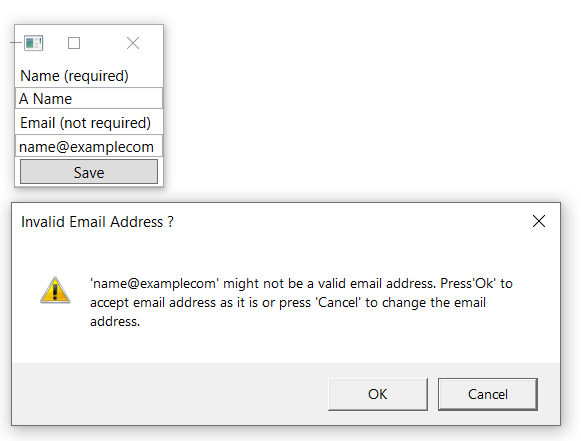 Name (required)
A Name
Email (not required)
name@examplecom
Save
Invalid Email Address ?
'name@examplecom' might not be a valid email address. Press'Ok' to
accept email address as it is or press 'Cancel' to change the email
address.
OK
Cancel